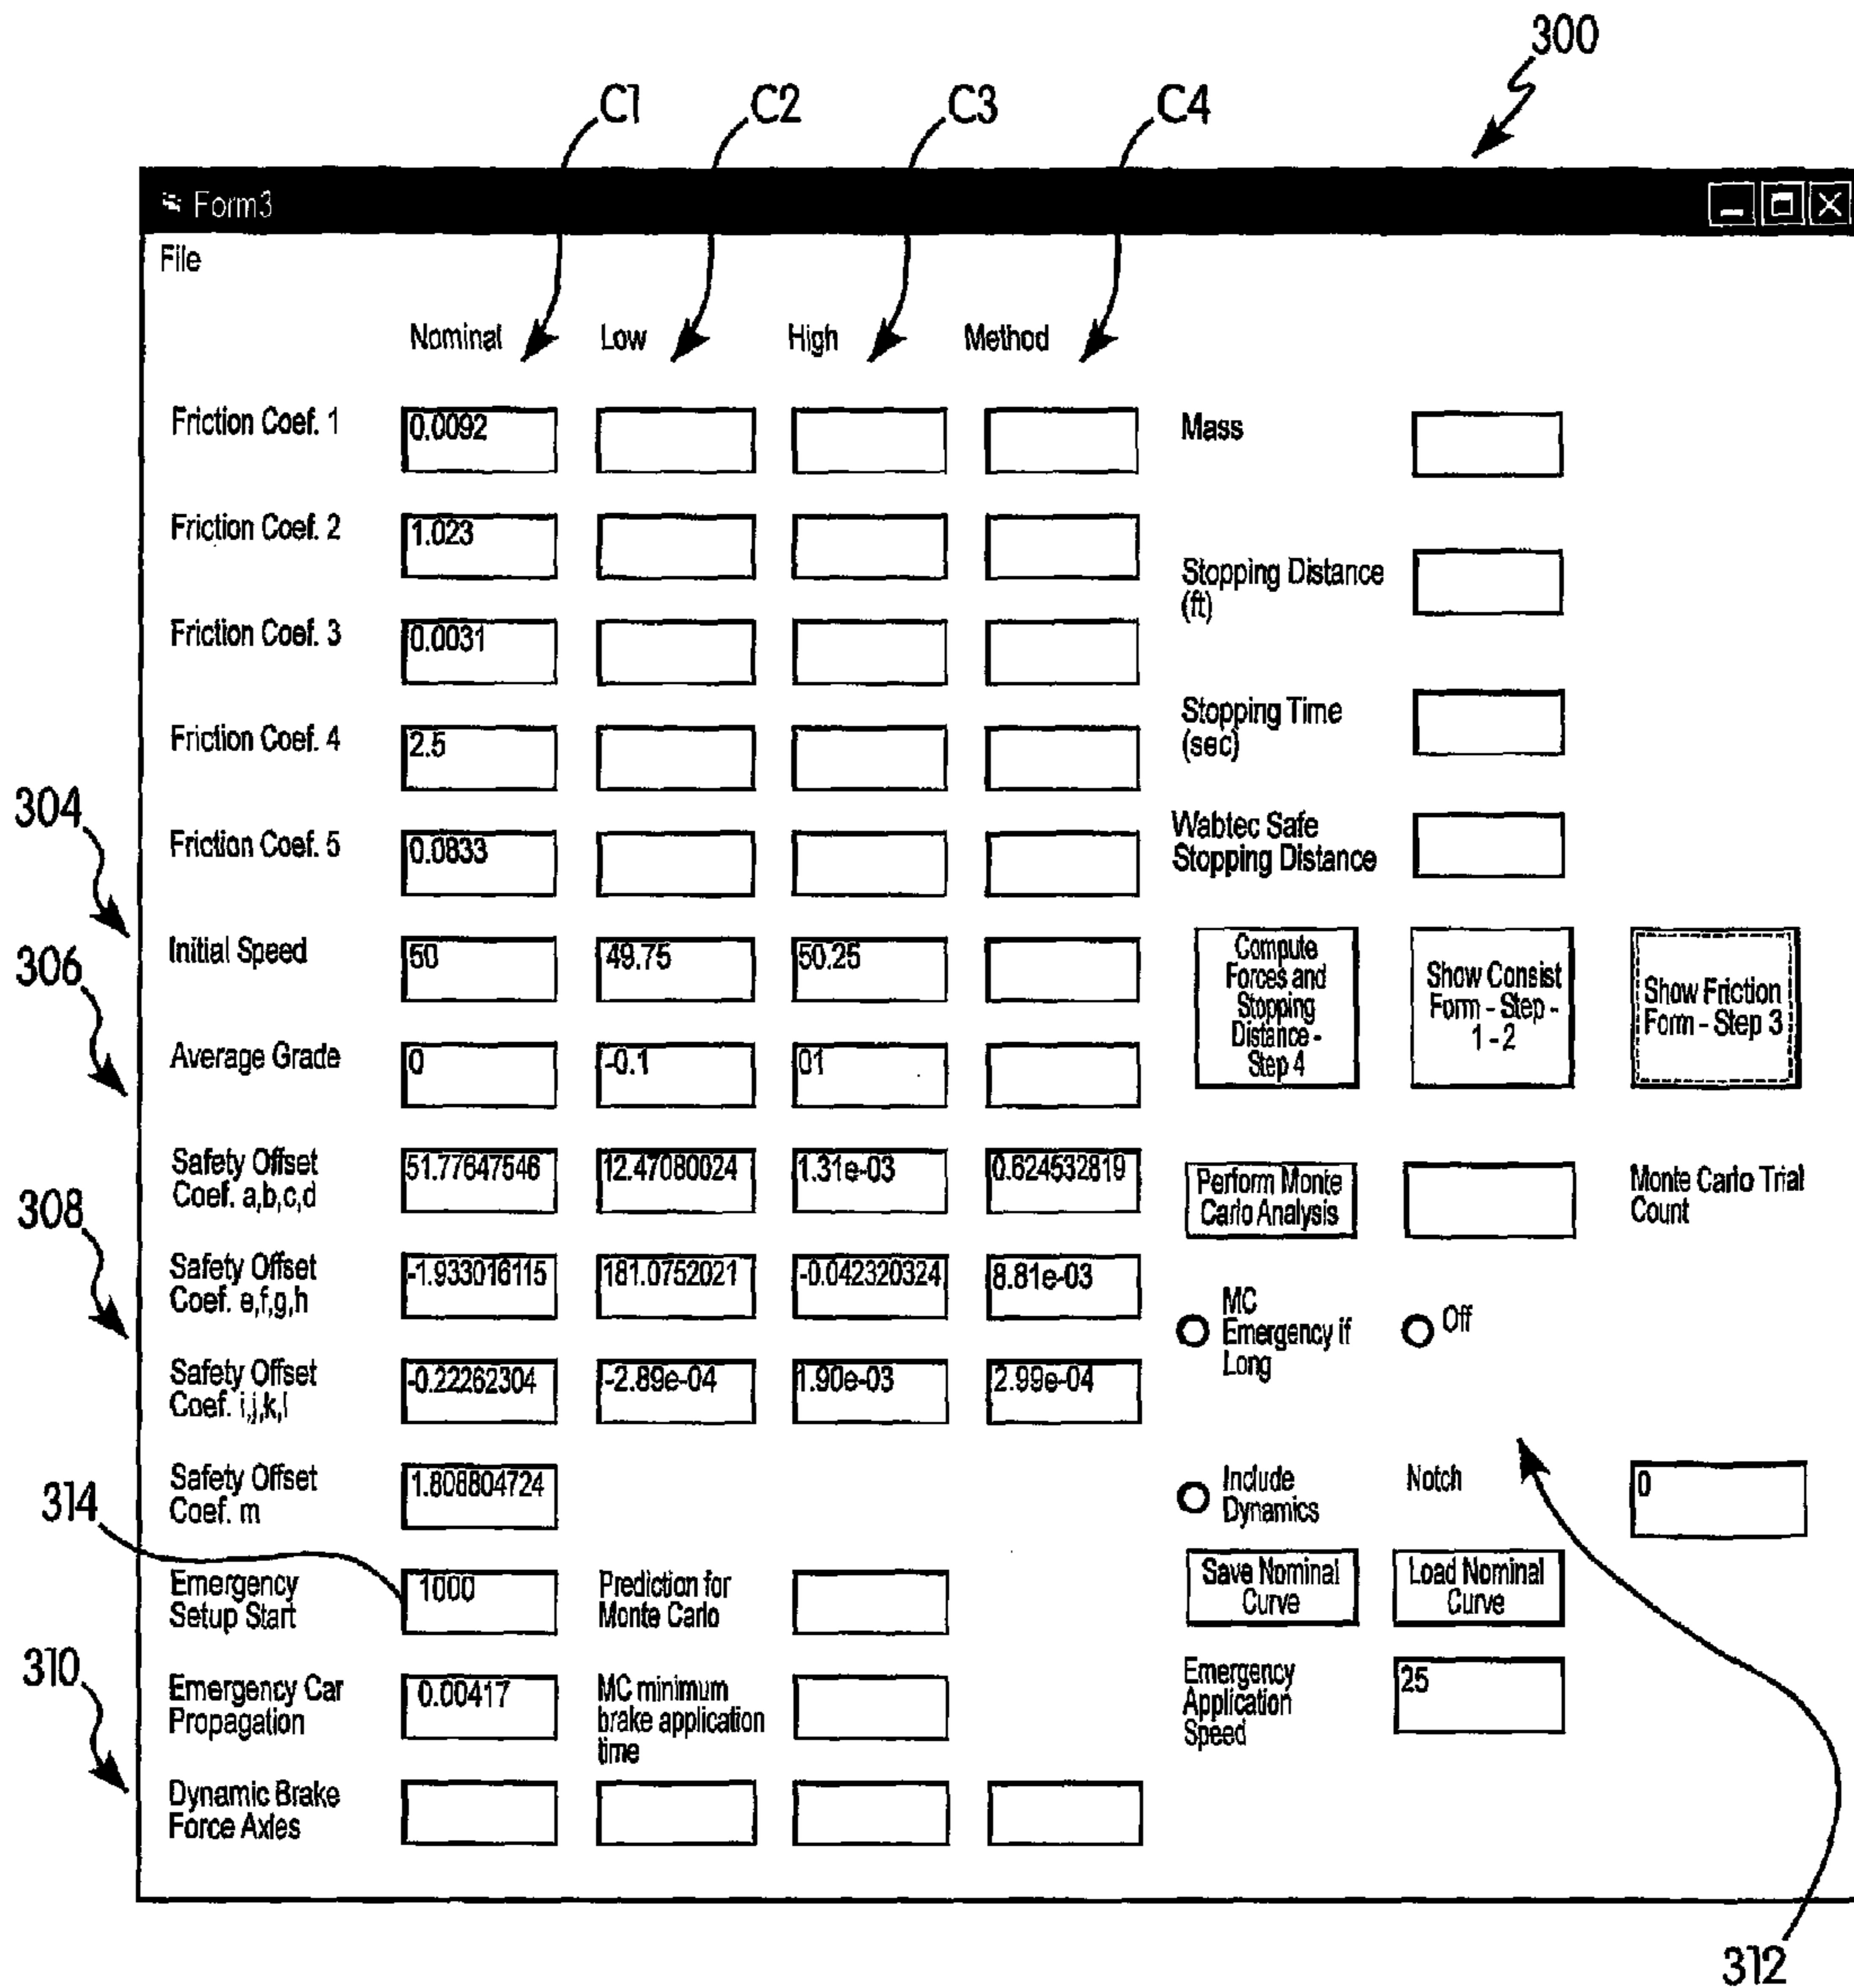 300
C1 C2 C3 C4
Form3
File
Nominal Low High Method
Friction Coef. 1 0.0092 Mass
Friction Coef. 2 1.023 Stopping Distance
(ft)
Friction Coef. 3 0.0031
Stopping Time
(sec)
Friction Coef. 4 2.5
304
Wabtec Safe
Stopping Distance
Friction Coef. 5 0.0833
306
Initial Speed 50 49.75 50.25
Compute
Forces and
Stopping
Distance -
Step 4
Show Consist
Form - Step -
1 - 2
Show Friction
Form - Step 3
Average Grade 0 -0.1 01
Safety Offset
Coef. a,b,c,d
51.77647546 12.47080024 1.31e-03 0.624532819
Perform Monte
Carlo Analysis
Monte Carlo Trial
Count
308
Safety Offset
Coef. e,f,g,h
-1.933016115 181.0752021 -0.042320324 8.81e-03
MC
Emergency if
Long
Off
Safety Offset
Coef. i,j,k,l
-0.22262304 -2.89e-04 1.90e-03 2.99e-04
Safety Offset
Coef. m
1.808804724
Include
Dynamics
Notch
0
314
Emergency
Setup Start
1000
Prediction for
Monte Carlo
Save Nominal
Curve
Load Nominal
Curve
310
Emergency Car
Propagation
0.00417
MC minimum
brake application
time
Emergency
Application
Speed
25
Dynamic Brake
Force Axles
312